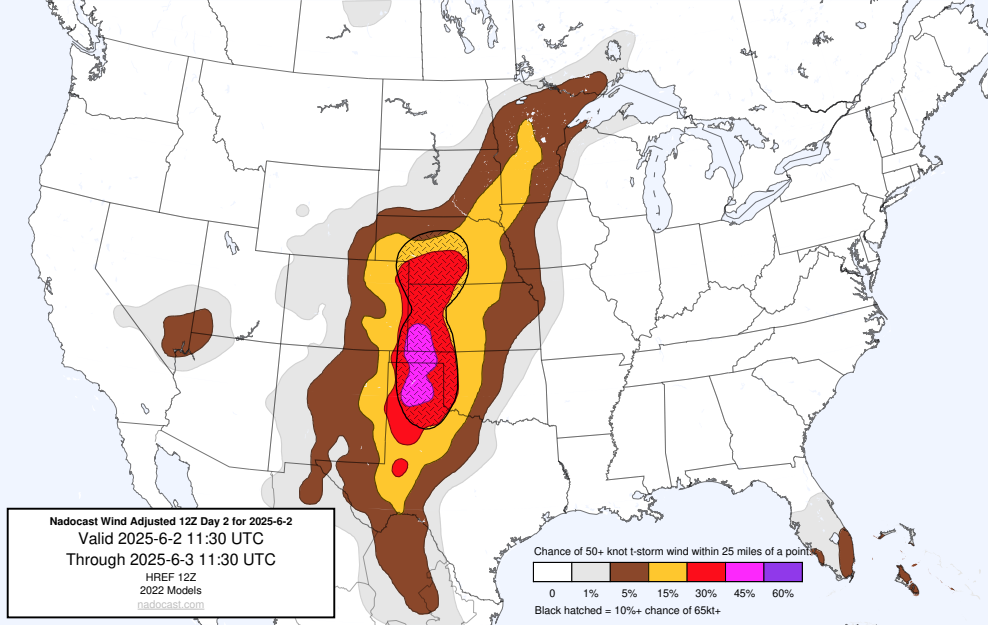 Nadocast Wind Adjusted 12Z Day 2 for 2025-6-2
Valid 2025-6-2 11:30 UTC
Through 2025-6-3 11:30 UTC
HREF 12Z
2022 Models
nadocast.com
Chance of 50+ knot t-storm wind within 25 miles of a point.
0 1% 5% 15% 30% 45% 60%
Black hatched = 10%+ chance of 65kt+